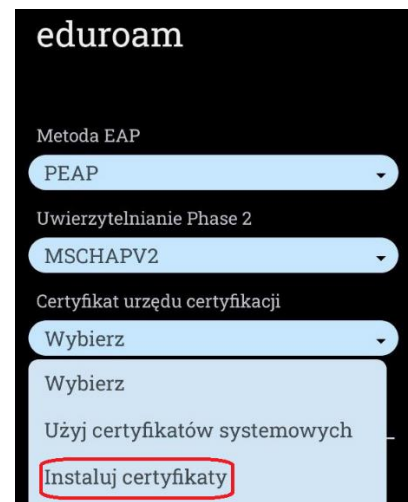 eduroam
Metoda EAP
PEAP
Uwierzytelnianie Phase 2
MSCHAPV2
Certyfikat urzędu certyfikacji
Wybierz
Wybierz
Użyj certyfikatów systemowych
Instaluj certyfikaty